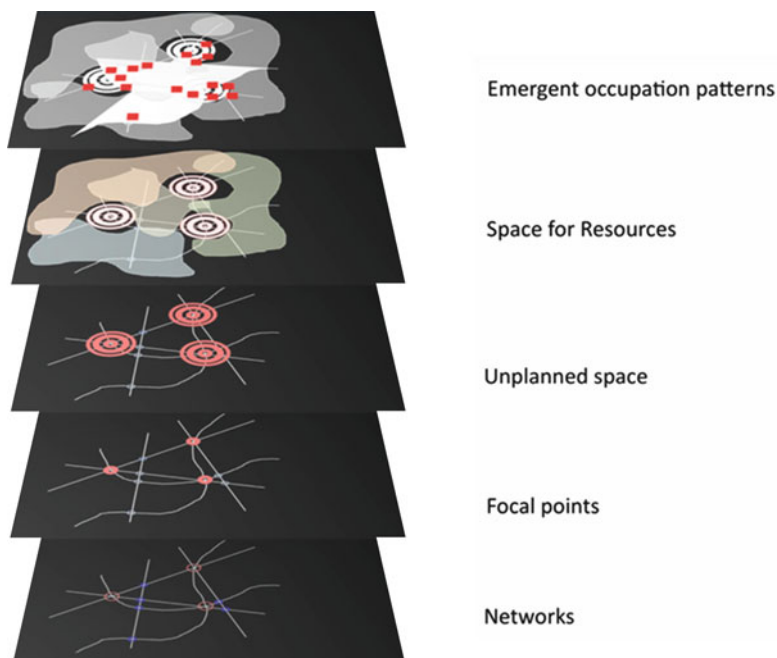 Emergent occupation patterns
Space for Resources
Unplanned space
Focal points
Networks